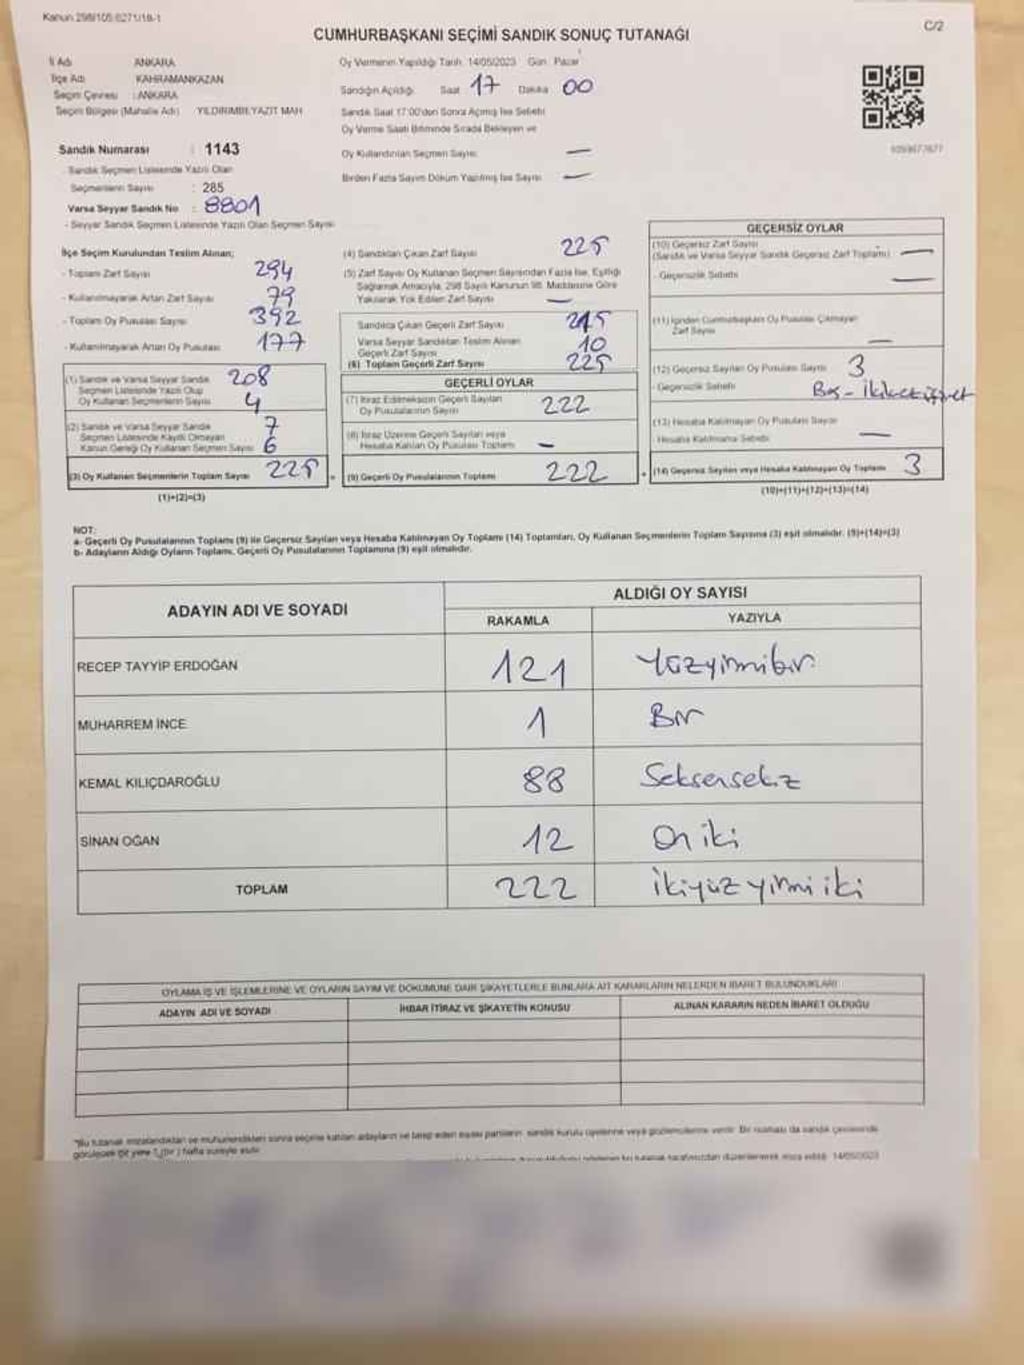 Kanun 298/105 6271/18-1
C/2
CUMHURBAŞKANI SEÇİMİ SANDIK SONUÇ TUTANAĞI
İl Adı ANKARA
İlçe Adı KAHRAMANKAZAN
Seçim Çevresi : ANKARA
Seçim Bölgesi (Mahalle Adı) YILDIRIMBEYAZIT MAH
Sandık Numarası : 1143
Sandık Seçmen Listesinde Yazılı Olan
Seçmenlerin Sayısı : 285
Varsa Seyyar Sandık No : 8801
- Seyyar Sandık Seçmen Listesinde Yazılı Olan Seçmen Sayısı
Oy Vermenin Yapıldığı Tarih: 14/05/2023 Gün: Pazar
Sandığın Açıldığı Saat 17 Dakika 00
Sandık Saat 17:00'den Sonra Açılmış İse Sebebi
Oy Verme Saati Bitiminde Sırada Bekleyen ve
Oy Kullandırılan Seçmen Sayısı: —
Birden Fazla Sayım Döküm Yapılmış İse Sayısı —
İlçe Seçim Kurulundan Teslim Alınan;
- Toplam Zarf Sayısı 294
- Kullanılmayarak Artan Zarf Sayısı 79
- Toplam Oy Pusulası Sayısı 392
- Kullanılmayarak Artan Oy Pusulası 177
(1) Sandık ve Varsa Seyyar Sandık 208
Seçmen Listesinde Yazılı Olup
Oy Kullanan Seçmenlerin Sayısı 4
(2) Sandık ve Varsa Seyyar Sandık 7
Seçmen Listesinde Kayıtlı Olmayan
Kanun Gereği Oy Kullanan Seçmen Sayısı 6
(3) Oy Kullanan Seçmenlerin Toplam Sayısı 225
(1)+(2)=(3)
(4) Sandıktan Çıkan Zarf Sayısı 225
(5) Zarf Sayısı Oy Kullanan Seçmen Sayısından Fazla İse, Eşitliği
Sağlamak Amacıyla, 298 Sayılı Kanunun 98. Maddesine Göre
Yakılarak Yok Edilen Zarf Sayısı —
Sandıkta Çıkan Geçerli Zarf Sayısı 215
Varsa Seyyar Sandıktan Teslim Alınan
Geçerli Zarf Sayısı 10
(6) Toplam Geçerli Zarf Sayısı 225
GEÇERLİ OYLAR
(7) İtiraz Edilmeksizin Geçerli Sayılan
Oy Pusulalarının Sayısı 222
(8) İtiraz Üzerine Geçerli Sayılan veya
Hesaba Katılan Oy Pusulaları Toplamı —
(9) Geçerli Oy Pusulalarının Toplamı 222
GEÇERSİZ OYLAR
(10) Geçersiz Zarf Sayısı
(Sandık ve Varsa Seyyar Sandık Geçersiz Zarf Toplamı) —
- Geçersizlik Sebebi —
(11) İçinden Cumhurbaşkanı Oy Pusulası Çıkmayan
Zarf Sayısı —
(12) Geçersiz Sayılan Oy Pusulası Sayısı 3
- Geçersizlik Sebebi Boş -
(13) Hesaba Katılmayan Oy Pusulası Sayısı
Hesaba Katılmama Sebebi —
+ (14) Geçersiz Sayılan veya Hesaba Katılmayan Oy Toplamı 3
(10)+(11)+(12)+(13)=(14)
NOT:
a- Geçerli Oy Pusulalarının Toplamı (9) ile Geçersiz Sayılan veya Hesaba Katılmayan Oy Toplamı (14) Toplamları, Oy Kullanan Seçmenlerin Toplam Sayısına (3) eşit olmalıdır. (9)+(14)=(3)
b- Adayların Aldığı Oyların Toplamı, Geçerli Oy Pusulalarının Toplamına (9) eşit olmalıdır.
ADAYIN ADI VE SOYADI
ALDIĞI OY SAYISI
RAKAMLA YAZIYLA
RECEP TAYYİP ERDOĞAN 121 Yüzyirmibir
MUHARREM İNCE 1 Bir
KEMAL KILIÇDAROĞLU 88 Seksensekiz
SİNAN OĞAN 12 On iki
TOPLAM 222 İkiyüz yirmi iki
OYLAMA İŞ VE İŞLEMLERİNE VE OYLARIN SAYIM VE DÖKÜMÜNE DAİR ŞİKAYETLERLE BUNLARA AİT KARARLARIN NELERDEN İBARET BULUNDUKLARI
ADAYIN ADI VE SOYADI İHBAR İTİRAZ VE ŞİKAYETİN KONUSU ALINAN KARARIN NEDEN İBARET OLDUĞU
*Bu tutanak imzalandıktan ve mühürlendikten sonra seçime katılan adayların ve talep eden siyasi partilerin sandık kurulu üyelerine veya gözlemcilerine verilir. Bir nüshası da sandık çevresinde
görülecek bir yere 1 (bir) hafta süreyle asılır.